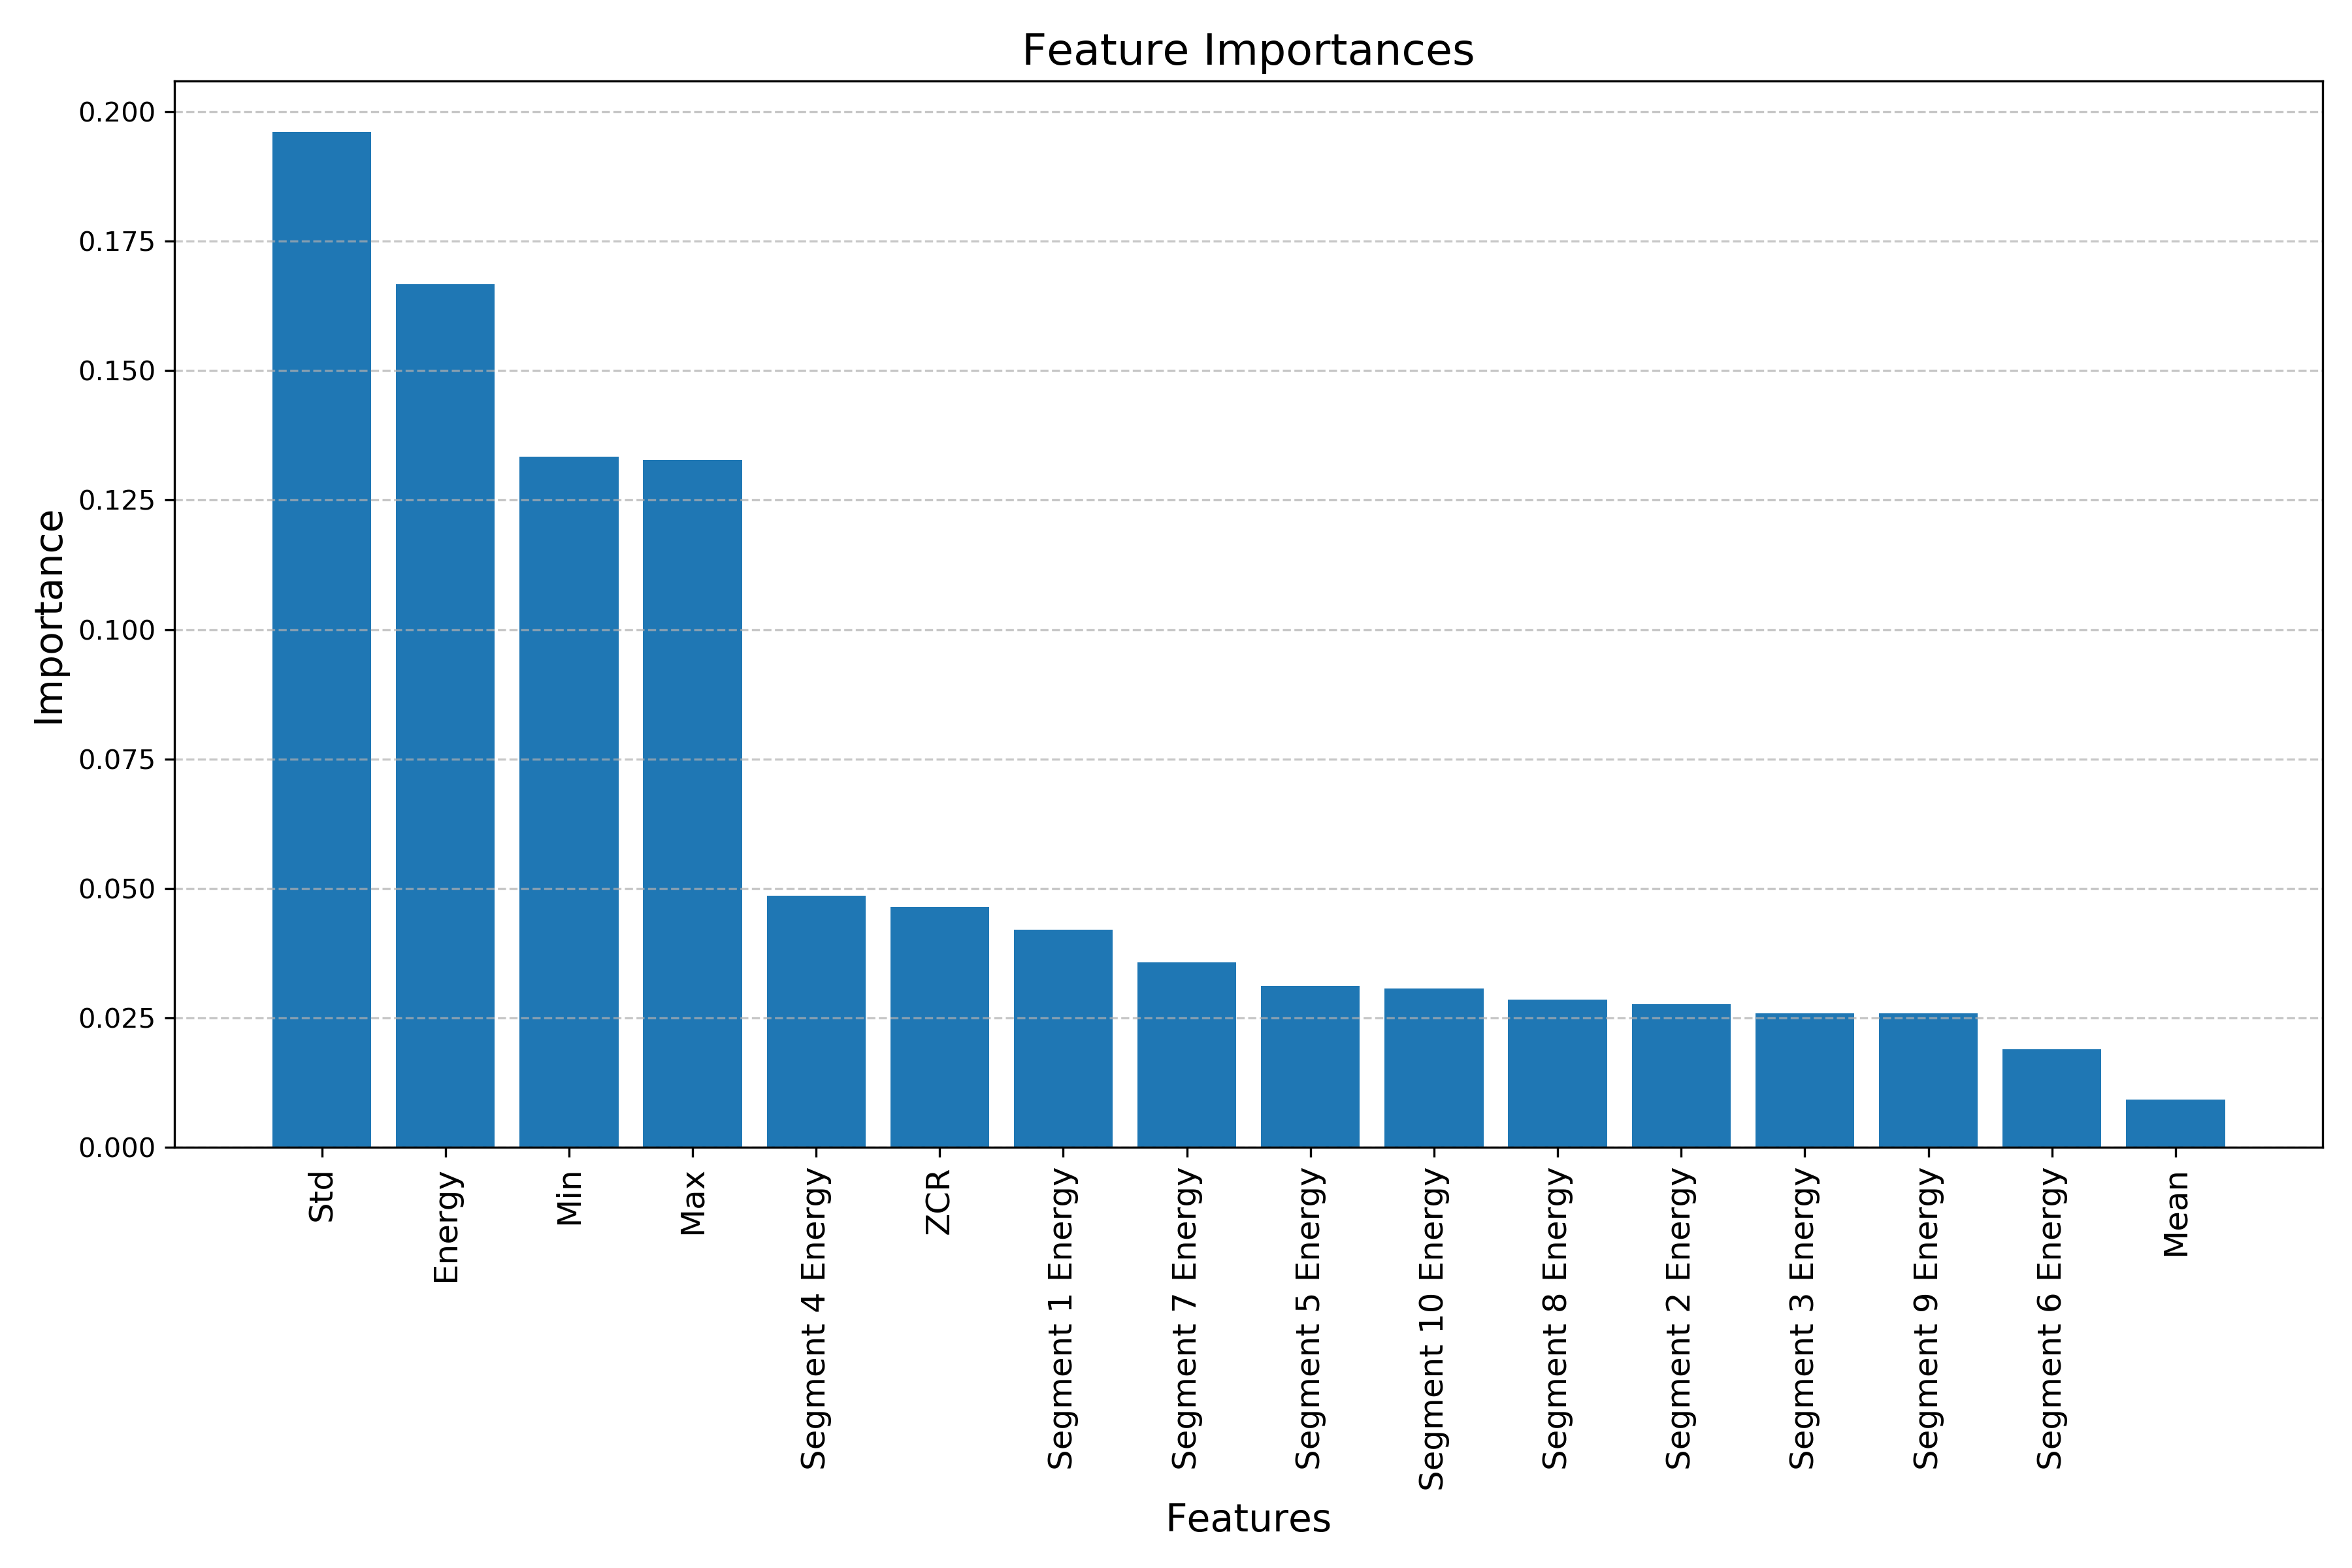 Feature Importances
Importance
0.200
0.175
0.150
0.125
0.100
0.075
0.050
0.025
0.000
Std
Energy
Min
Max
Segment 4 Energy
ZCR
Segment 1 Energy
Segment 7 Energy
Segment 5 Energy
Segment 10 Energy
Segment 8 Energy
Segment 2 Energy
Segment 3 Energy
Segment 9 Energy
Segment 6 Energy
Mean
Features